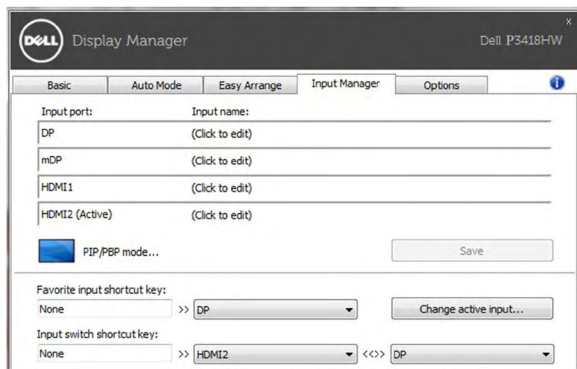 DELL Display Manager Dell P3418HW x
Basic Auto Mode Easy Arrange Input Manager Options i
Input port: Input name:
DP (Click to edit)
mDP (Click to edit)
HDMI1 (Click to edit)
HDMI2 (Active) (Click to edit)
PIP/PBP mode... Save
Favorite input shortcut key:
None >> DP Change active input...
Input switch shortcut key:
None >> HDMI2 <<>> DP